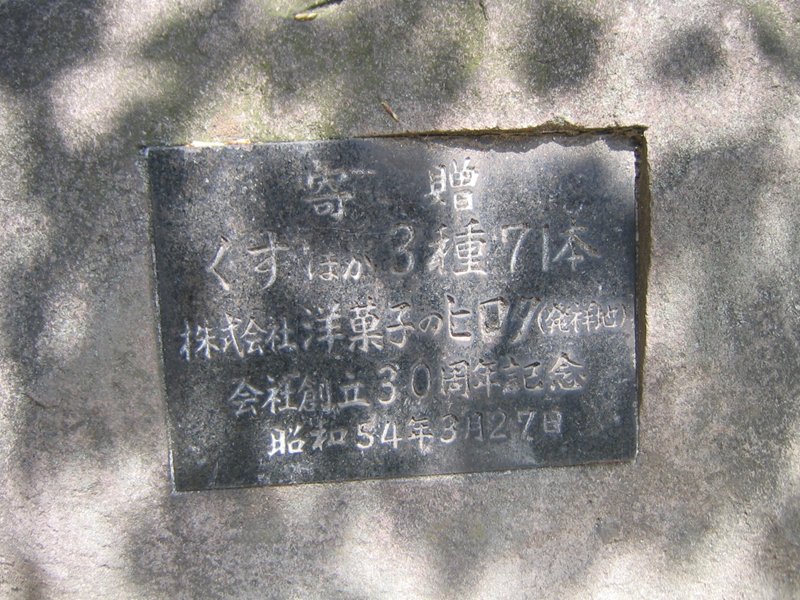 寄贈
くすほか3種71本
株式会社洋菓子のヒロタ(発祥地)
会社創立30周年記念
昭和54年3月27日